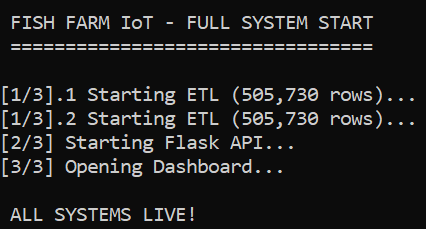 FISH FARM IoT - FULL SYSTEM START
=================================
[1/3].1 Starting ETL (505,730 rows)...
[1/3].2 Starting ETL (505,730 rows)...
[2/3] Starting Flask API...
[3/3] Opening Dashboard...
ALL SYSTEMS LIVE!